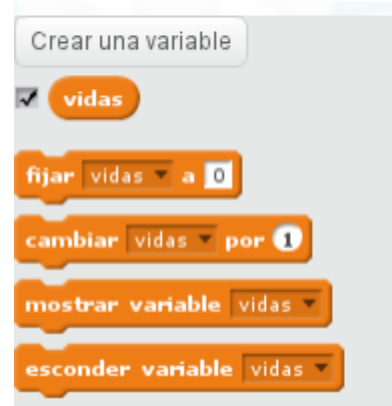 Crear una variable
vidas
fijar vidas a 0
cambiar vidas por 1
mostrar variable vidas
esconder variable vidas